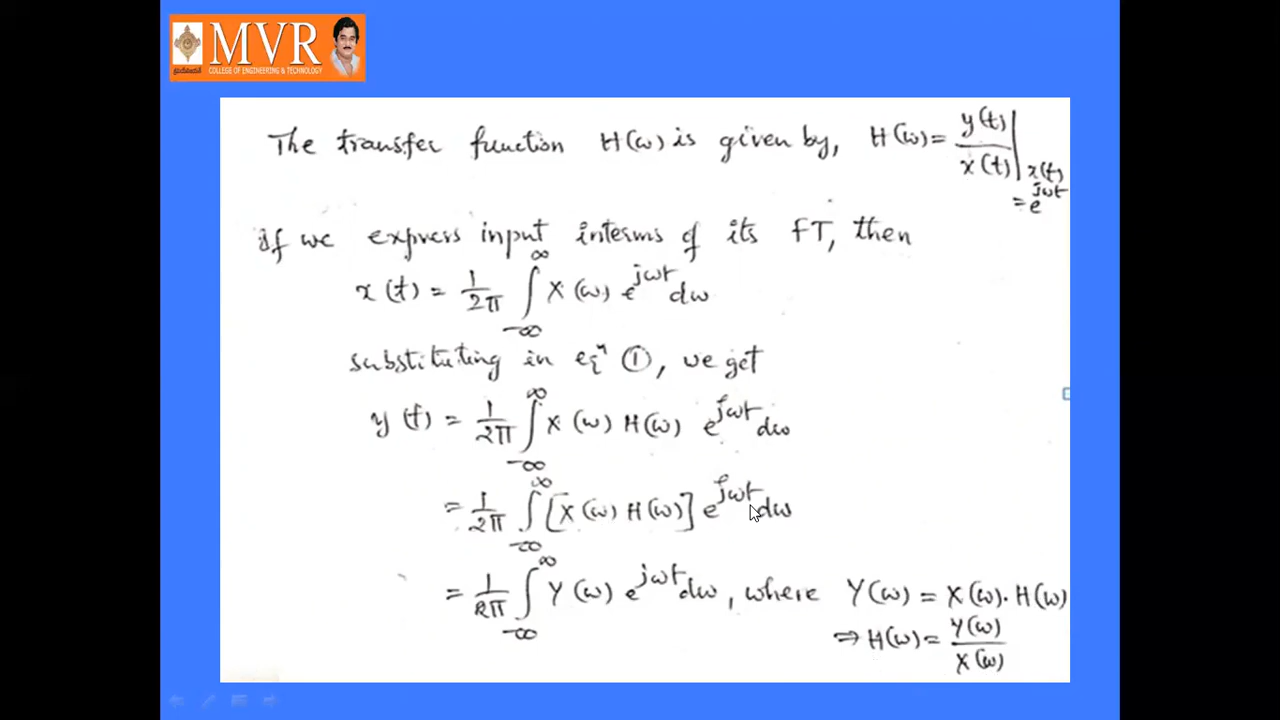 MVR
COLLEGE OF ENGINEERING & TECHNOLOGY
The transfer function H(ω) is given by, H(ω) = y(t)/x(t) | x(t) = e^{jωt}
If we express input interms of its FT, then
x(t) = 1/2π ∫_{-∞}^{∞} X(ω) e^{jωt} dω
substituting in eqⁿ ①, we get
y(t) = 1/2π ∫_{-∞}^{∞} X(ω) H(ω) e^{jωt} dω
= 1/2π ∫_{-∞}^{∞} [X(ω) H(ω)] e^{jωt} dω
= 1/2π ∫_{-∞}^{∞} Y(ω) e^{jωt} dω, where Y(ω) = X(ω)·H(ω)
⇒ H(ω) = Y(ω)/X(ω)